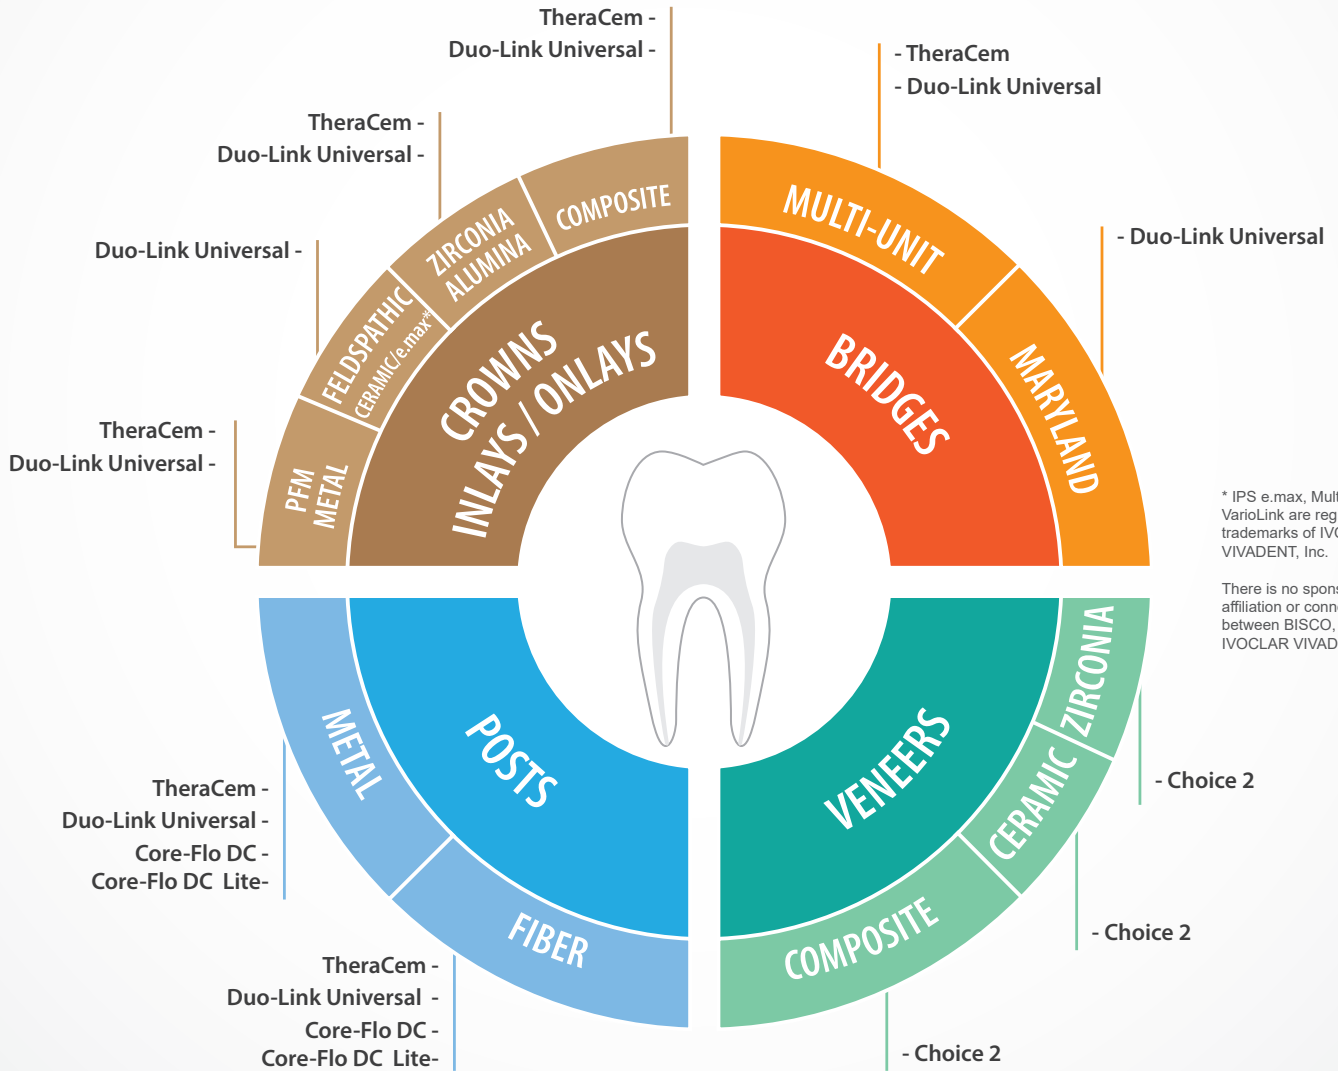 TheraCem -
Duo-Link Universal -
- TheraCem
- Duo-Link Universal
TheraCem -
Duo-Link Universal -
Duo-Link Universal -
- Duo-Link Universal
TheraCem -
Duo-Link Universal -
COMPOSITE
ZIRCONIA
ALUMINA
FELDSPATHIC
CERAMIC/e.max*
PFM
METAL
CROWNS
INLAYS / ONLAYS
MULTI-UNIT
MARYLAND
BRIDGES
* IPS e.max,
VarioLink are
trademarks of
VIVADENT, Inc.
There is no
affiliation or
between BISCO,
IVOCLAR
METAL
FIBER
POSTS
VENEERS
ZIRCONIA
CERAMIC
COMPOSITE
TheraCem -
Duo-Link Universal -
Core-Flo DC -
Core-Flo DC Lite-
- Choice 2
- Choice 2
TheraCem -
Duo-Link Universal -
Core-Flo DC -
Core-Flo DC Lite-
- Choice 2